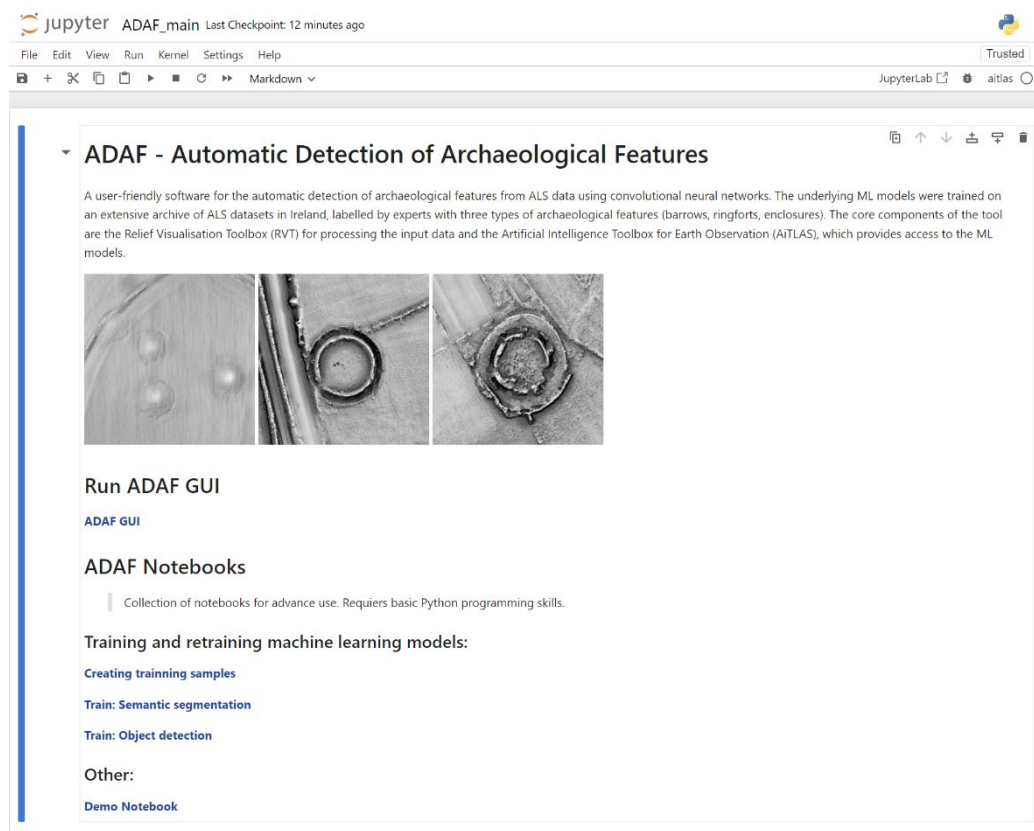 jupyter ADAF_main Last Checkpoint: 12 minutes ago
File Edit View Run Kernel Settings Help Trusted
Markdown JupyterLab aitlas
ADAF - Automatic Detection of Archaeological Features
A user-friendly software for the automatic detection of archaeological features from ALS data using convolutional neural networks. The underlying ML models were trained on
an extensive archive of ALS datasets in Ireland, labelled by experts with three types of archaeological features (barrows, ringforts, enclosures). The core components of the tool
are the Relief Visualisation Toolbox (RVT) for processing the input data and the Artificial Intelligence Toolbox for Earth Observation (AiTLAS), which provides access to the ML
models.
Run ADAF GUI
ADAF GUI
ADAF Notebooks
Collection of notebooks for advance use. Requiers basic Python programming skills.
Training and retraining machine learning models:
Creating trainning samples
Train: Semantic segmentation
Train: Object detection
Other:
Demo Notebook